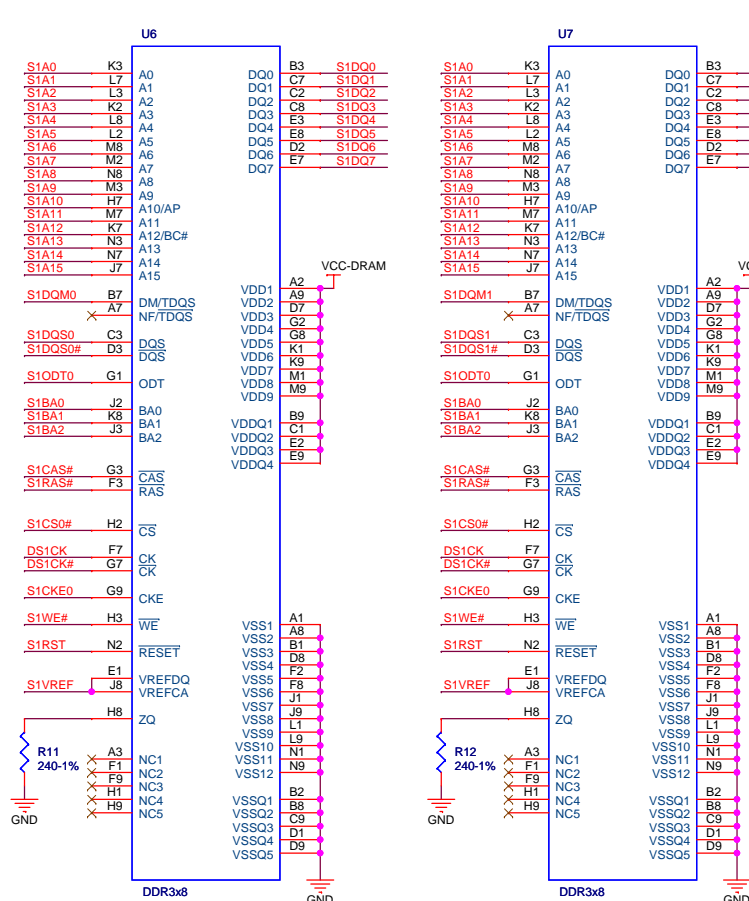 U6 U7
S1A0 K3 A0 DQ0 B3 S1DQ0 S1A0 K3 A0 DQ0 B3
S1A1 L7 A1 DQ1 C7 S1DQ1 S1A1 L7 A1 DQ1 C7
S1A2 L3 A2 DQ2 C2 S1DQ2 S1A2 L3 A2 DQ2 C2
S1A3 K2 A3 DQ3 C8 S1DQ3 S1A3 K2 A3 DQ3 C8
S1A4 L8 A4 DQ4 E3 S1DQ4 S1A4 L8 A4 DQ4 E3
S1A5 L2 A5 DQ5 E8 S1DQ5 S1A5 L2 A5 DQ5 E8
S1A6 M8 A6 DQ6 D2 S1DQ6 S1A6 M8 A6 DQ6 D2
S1A7 M2 A7 DQ7 E7 S1DQ7 S1A7 M2 A7 DQ7 E7
S1A8 N8 A8 S1A8 N8 A8
S1A9 M3 A9 S1A9 M3 A9
S1A10 H7 A10/AP S1A10 H7 A10/AP
S1A11 M7 A11 S1A11 M7 A11
S1A12 K7 A12/BC# S1A12 K7 A12/BC#
S1A13 N3 A13 S1A13 N3 A13
S1A14 N7 A14 S1A14 N7 A14
S1A15 J7 A15 VCC-DRAM S1A15 J7 A15
S1DQM0 B7 DM/TDQS VDD1 A2 S1DQM1 B7 DM/TDQS VDD1 A2
A7 NF/TDQS VDD2 A9 A7 NF/TDQS VDD2 A9
VDD3 D7 VDD3 D7
VDD4 G2 VDD4 G2
S1DQS0 C3 DQS VDD5 G8 S1DQS1 C3 DQS VDD5 G8
S1DQS0# D3 DQS VDD6 K1 S1DQS1# D3 DQS VDD6 K1
VDD7 K9 VDD7 K9
S1ODT0 G1 ODT VDD8 M1 S1ODT0 G1 ODT VDD8 M1
VDD9 M9 VDD9 M9
S1BA0 J2 BA0 S1BA0 J2 BA0
S1BA1 K8 BA1 VDDQ1 B9 S1BA1 K8 BA1 VDDQ1 B9
S1BA2 J3 BA2 VDDQ2 C1 S1BA2 J3 BA2 VDDQ2 C1
VDDQ3 E2 VDDQ3 E2
VDDQ4 E9 VDDQ4 E9
S1CAS# G3 CAS S1CAS# G3 CAS
S1RAS# F3 RAS S1RAS# F3 RAS
S1CS0# H2 CS S1CS0# H2 CS
DS1CK F7 CK DS1CK F7 CK
DS1CK# G7 CK DS1CK# G7 CK
S1CKE0 G9 CKE S1CKE0 G9 CKE
S1WE# H3 WE VSS1 A1 S1WE# H3 WE VSS1 A1
VSS2 A8 VSS2 A8
S1RST N2 RESET VSS3 B1 S1RST N2 RESET VSS3 B1
VSS4 D8 VSS4 D8
E1 VREFDQ VSS5 F2 E1 VREFDQ VSS5 F2
S1VREF J8 VREFCA VSS6 F8 S1VREF J8 VREFCA VSS6 F8
VSS7 J1 VSS7 J1
H8 ZQ VSS8 J9 H8 ZQ VSS8 J9
VSS9 L1 VSS9 L1
R11 VSS10 L9 R12 VSS10 L9
240-1% A3 NC1 VSS11 N1 240-1% A3 NC1 VSS11 N1
F1 NC2 VSS12 N9 F1 NC2 VSS12 N9
F9 NC3 F9 NC3
H1 NC4 VSSQ1 B2 H1 NC4 VSSQ1 B2
GND H9 NC5 VSSQ2 B8 GND H9 NC5 VSSQ2 B8
VSSQ3 C9 VSSQ3 C9
VSSQ4 D1 VSSQ4 D1
VSSQ5 D9 VSSQ5 D9
DDR3x8 GND DDR3x8 GND